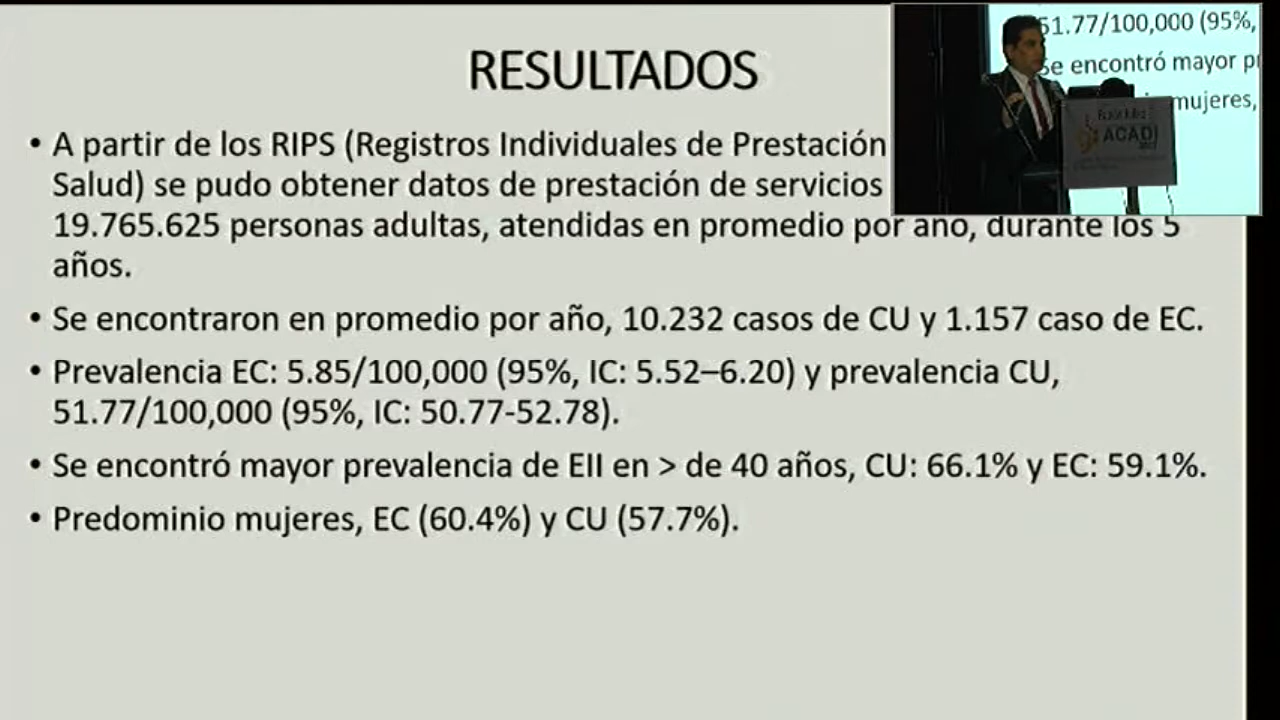 RESULTADOS
• A partir de los RIPS (Registros Individuales de Prestación
Salud) se pudo obtener datos de prestación de servicios
19.765.625 personas adultas, atendidas en promedio por año, durante los 5
años.
• Se encontraron en promedio por año, 10.232 casos de CU y 1.157 caso de EC.
• Prevalencia EC: 5.85/100,000 (95%, IC: 5.52–6.20) y prevalencia CU,
51.77/100,000 (95%, IC: 50.77-52.78).
• Se encontró mayor prevalencia de EII en > de 40 años, CU: 66.1% y EC: 59.1%.
• Predominio mujeres, EC (60.4%) y CU (57.7%).
51.77/100,000 (95%,
Se encontró mayor
mujeres,
ACADI